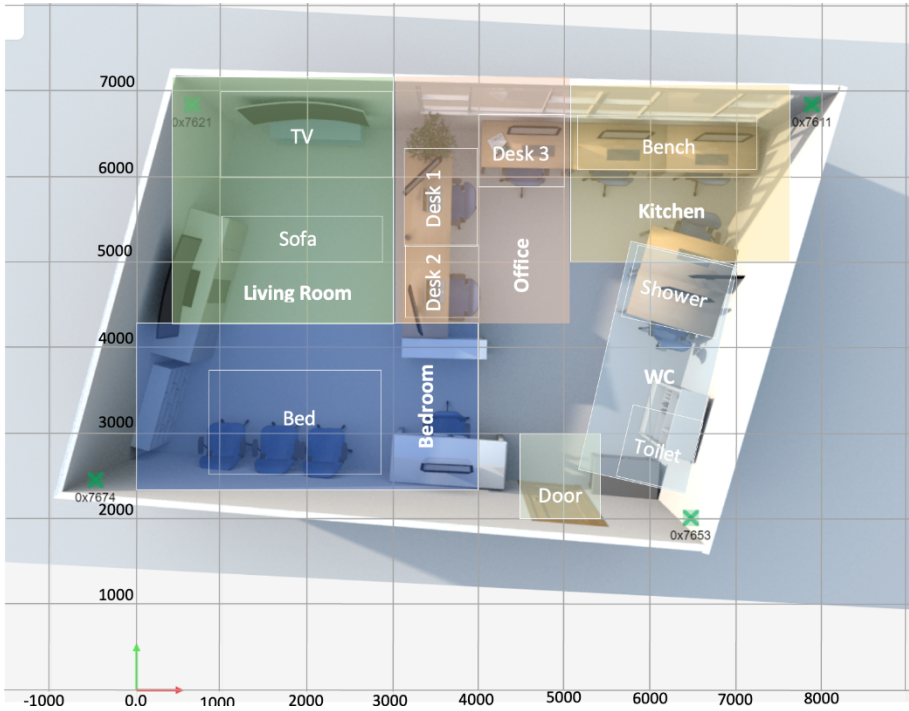 7000
0x7621
0x7611
TV
Desk 3
Bench
6000
Desk 1
Kitchen
Sofa
5000
Office
Living Room
Desk 2
Shower
4000
WC
Bedroom
Bed
3000
Toilet
0x7674
Door
2000
0x7653
1000
-1000
0.0
1000
2000
3000
4000
5000
6000
7000
8000